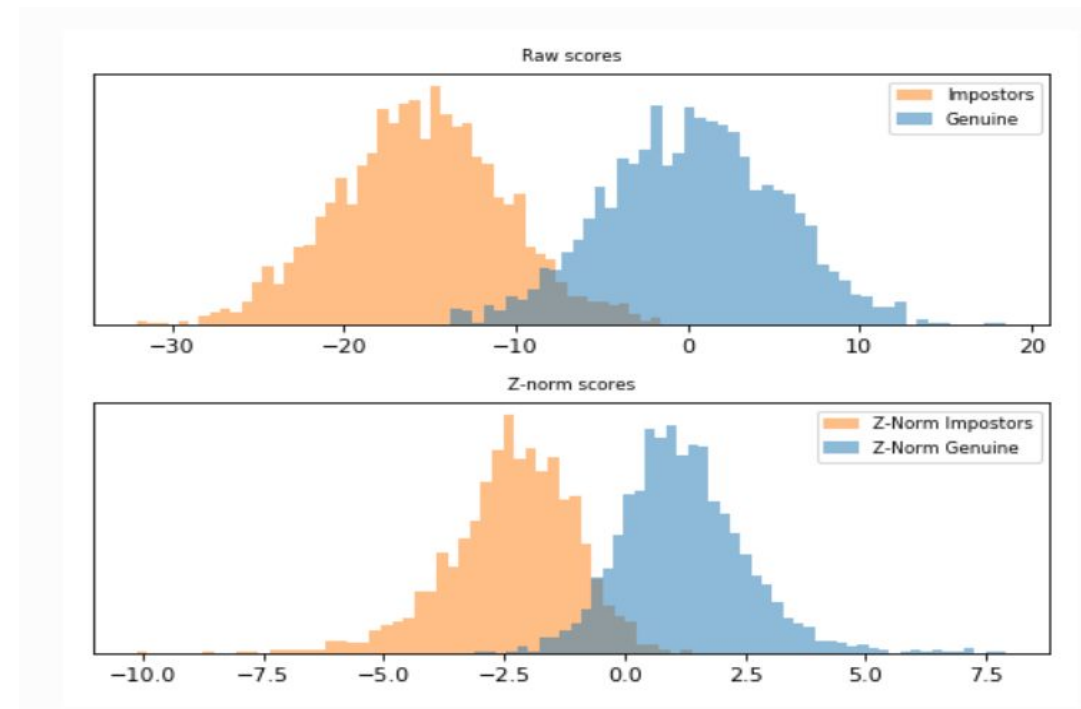 Raw scores
Impostors
Genuine
−30 −20 −10 0 10 20
Z-norm scores
Z-Norm Impostors
Z-Norm Genuine
−10.0 −7.5 −5.0 −2.5 0.0 2.5 5.0 7.5